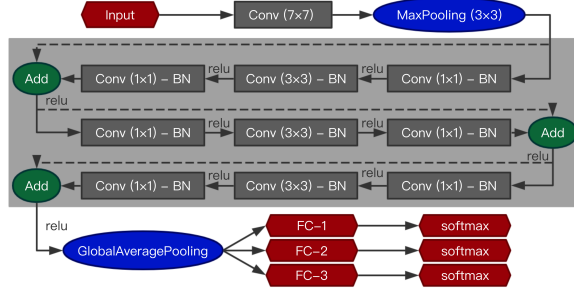 Input Conv (7×7) MaxPooling (3×3)
Add Conv (1×1) – BN relu Conv (3×3) – BN relu Conv (1×1) – BN
relu
Conv (1×1) – BN relu Conv (3×3) – BN relu Conv (1×1) – BN Add
relu
Add Conv (1×1) – BN relu Conv (3×3) – BN relu Conv (1×1) – BN
relu
FC–1 softmax
GlobalAveragePooling FC–2 softmax
FC–3 softmax